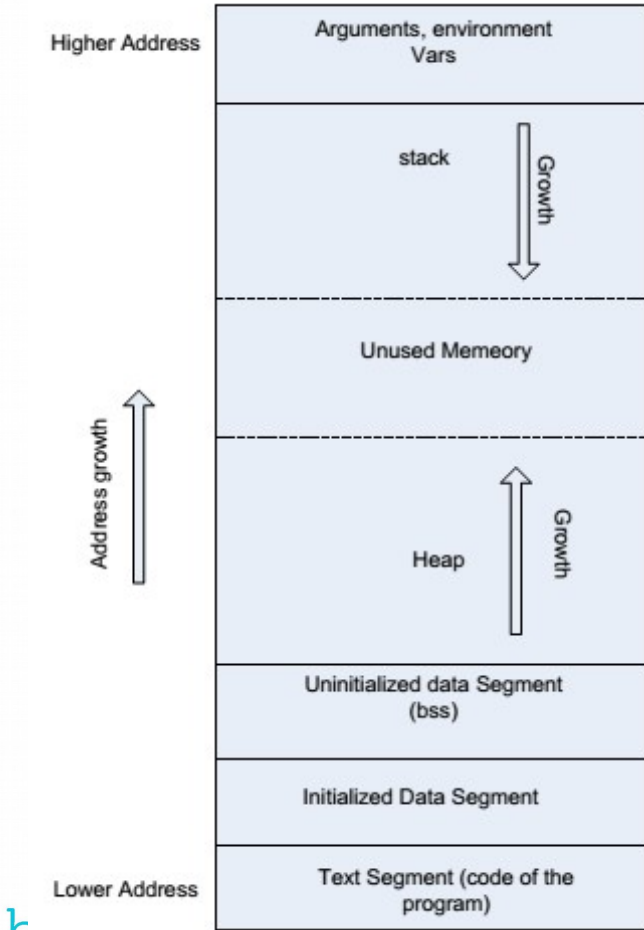 Higher Address
Arguments, environment
Vars
stack
Growth
Unused Memeory
Address growth
Growth
Heap
Uninitialized data Segment
(bss)
Initialized Data Segment
Lower Address
Text Segment (code of the
program)